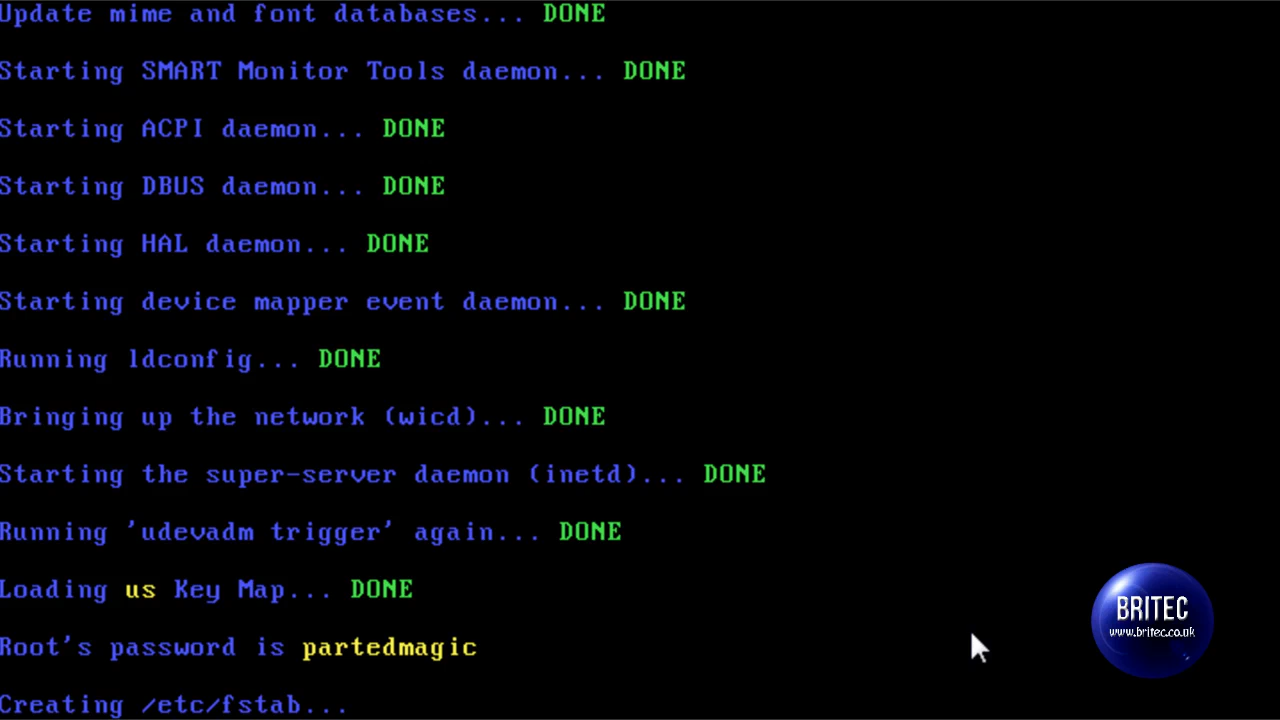 Update mime and font databases... DONE
Starting SMART Monitor Tools daemon... DONE
Starting ACPI daemon... DONE
Starting DBUS daemon... DONE
Starting HAL daemon... DONE
Starting device mapper event daemon... DONE
Running ldconfig... DONE
Bringing up the network (wicd)... DONE
Starting the super-server daemon (inetd)... DONE
Running 'udevadm trigger' again... DONE
Loading us Key Map... DONE
Root's password is partedmagic
Creating /etc/fstab...
BRITEC
www.britec.co.uk